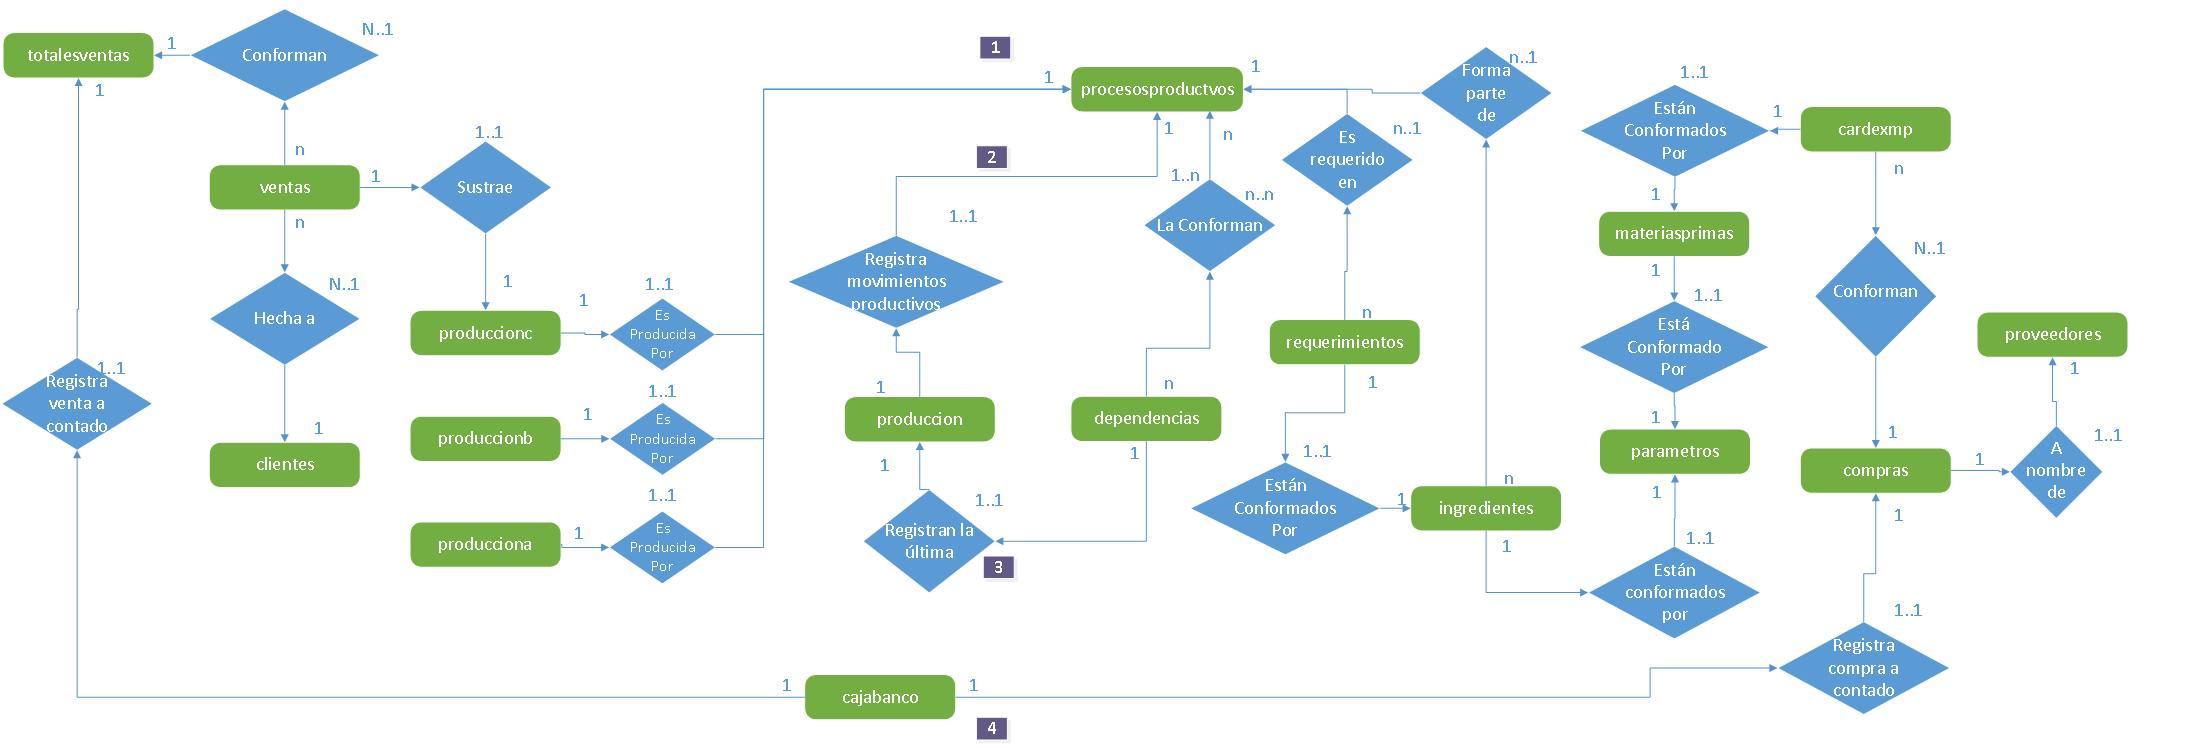 totalesventas
1
Conforman
N..1
1
n
ventas
1
1..1
Sustrae
n
Hecha a
N..1
1
clientes
1
produccionc
1
1..1
Es
Producida
Por
produccionb
1
1..1
Es
Producida
Por
producciona
1
1..1
Es
Producida
Por
1..1
Registra
venta a
contado
1
1
1
procesosproductvos
1
2
1
n
1..n
n..n
La Conforman
1..1
Registra
movimientos
productivos
1
produccion
1
1..1
Registran la
última
3
n
dependencias
1
n..1
Forma
parte
de
Es
requerido
en
n..1
n
requerimientos
1
1..1
Están
Conformados
Por
1
n
ingredientes
1
1..1
Están
Conformados
Por
1
cardexmp
n
1
materiasprimas
1
1..1
Está
Conformado
Por
1
parametros
1
1..1
Están
conformados
por
Conforman
N..1
1
compras
1
1
proveedores
1
A
nombre
de
1..1
1..1
Registra
compra a
contado
1
cajabanco
1
4